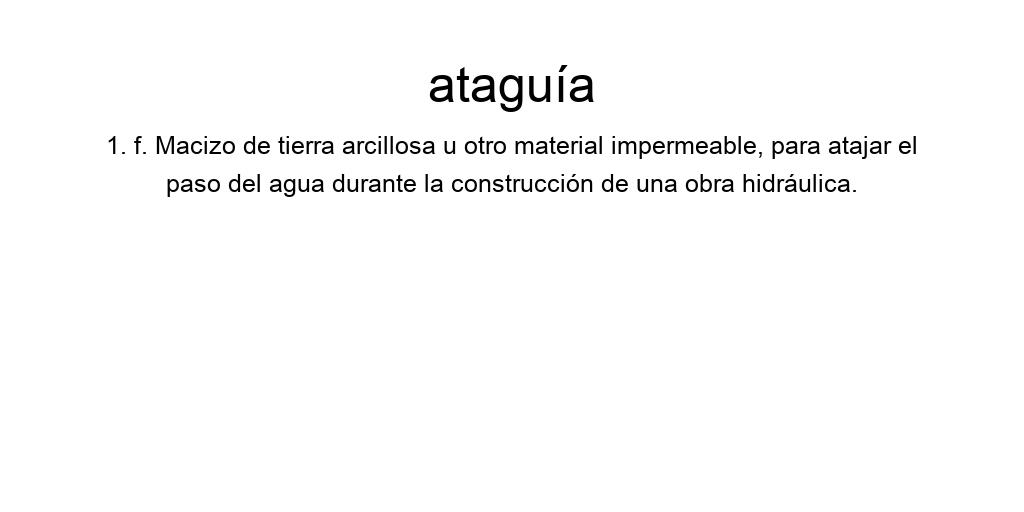 ataguía
1. f. Macizo de tierra arcillosa u otro material impermeable, para atajar el
paso del agua durante la construcción de una obra hidráulica.